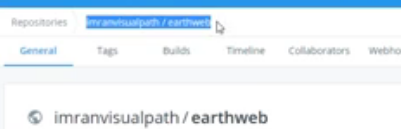 Repositories imranvisualpath / earthweb
General Tags Builds Timeline Collaborators Webho
imranvisualpath / earthweb